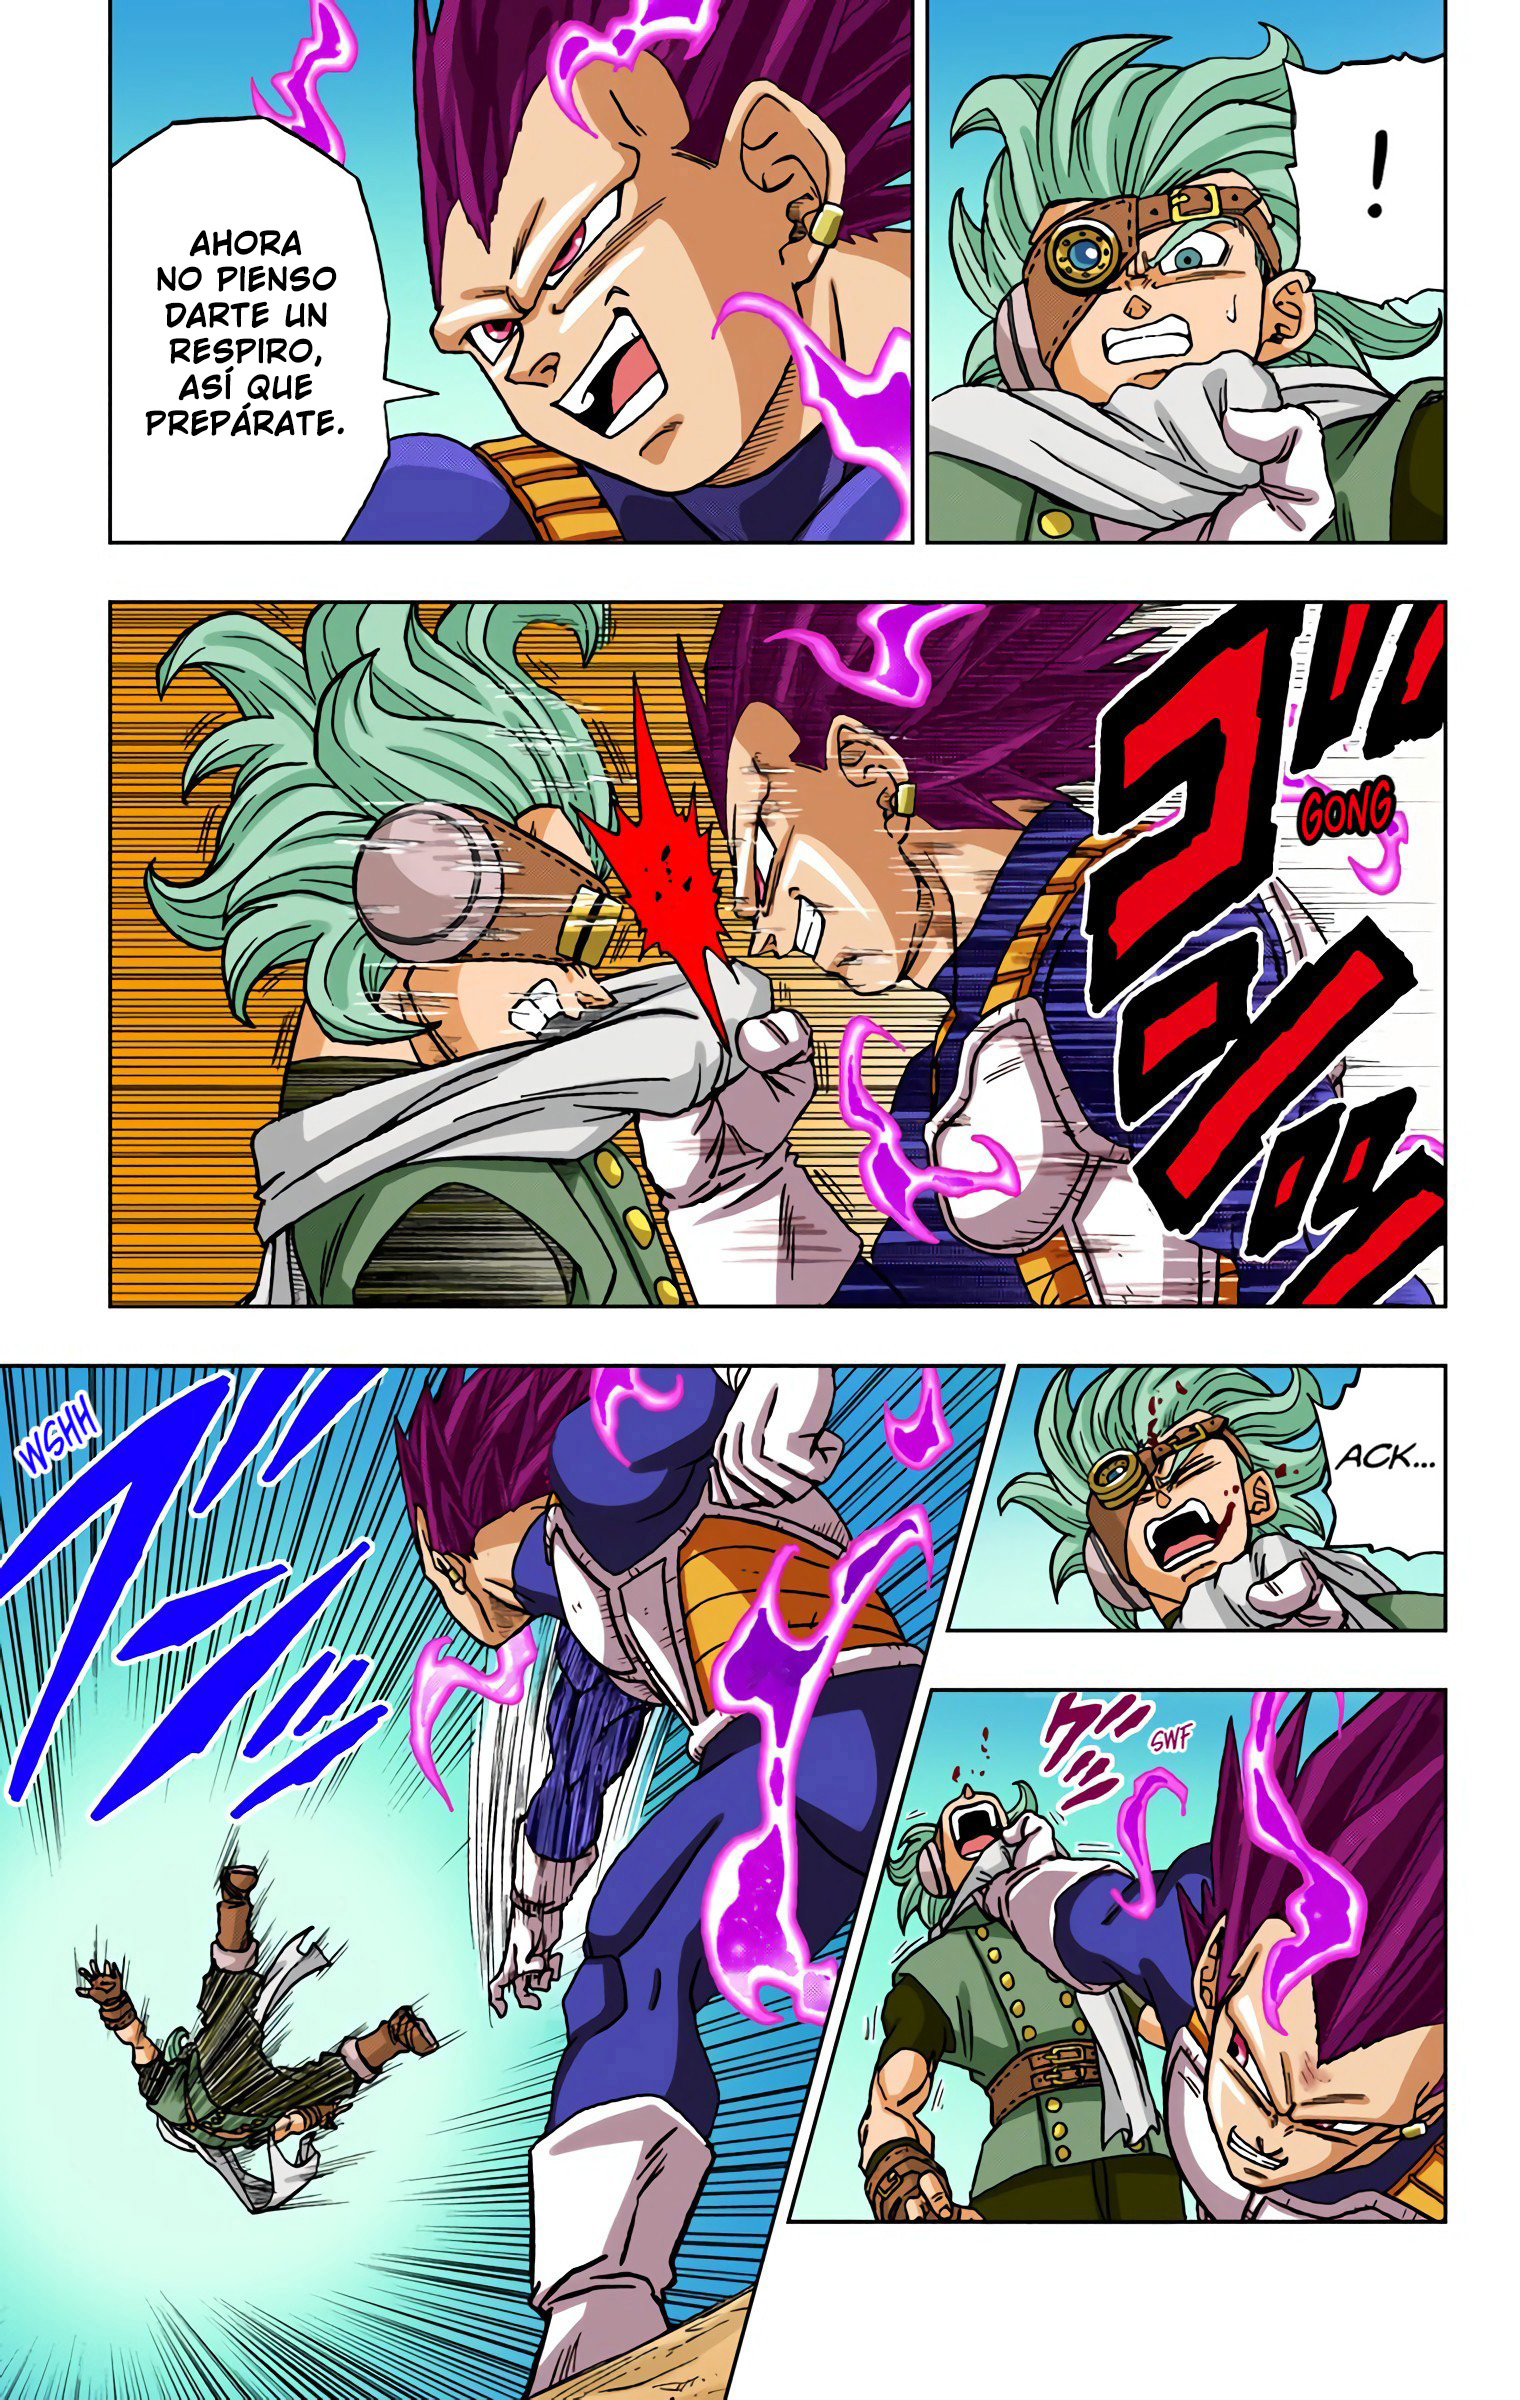 !
AHORA
NO PIENSO
DARTE UN
RESPIRO,
ASÍ QUE
PREPÁRATE.
GONG
ACK...
SWF
WSHH